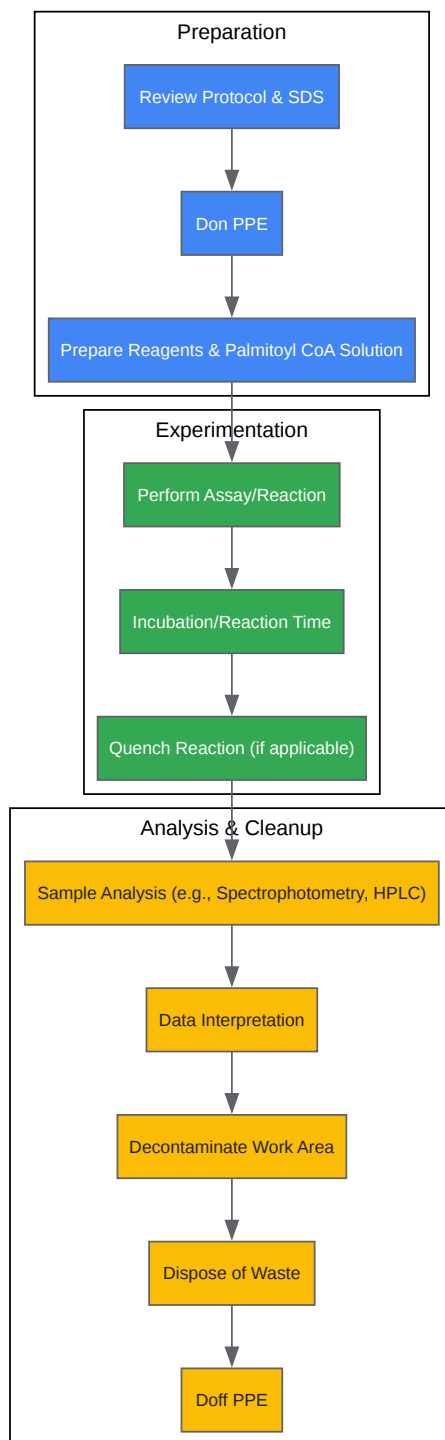 Preparation
Review Protocol & SDS
Don PPE
Prepare Reagents & Palmitoyl CoA Solution
Experimentation
Perform Assay/Reaction
Incubation/Reaction Time
Quench Reaction (if applicable)
Analysis & Cleanup
Sample Analysis (e.g., Spectrophotometry, HPLC)
Data Interpretation
Decontaminate Work Area
Dispose of Waste
Doff PPE